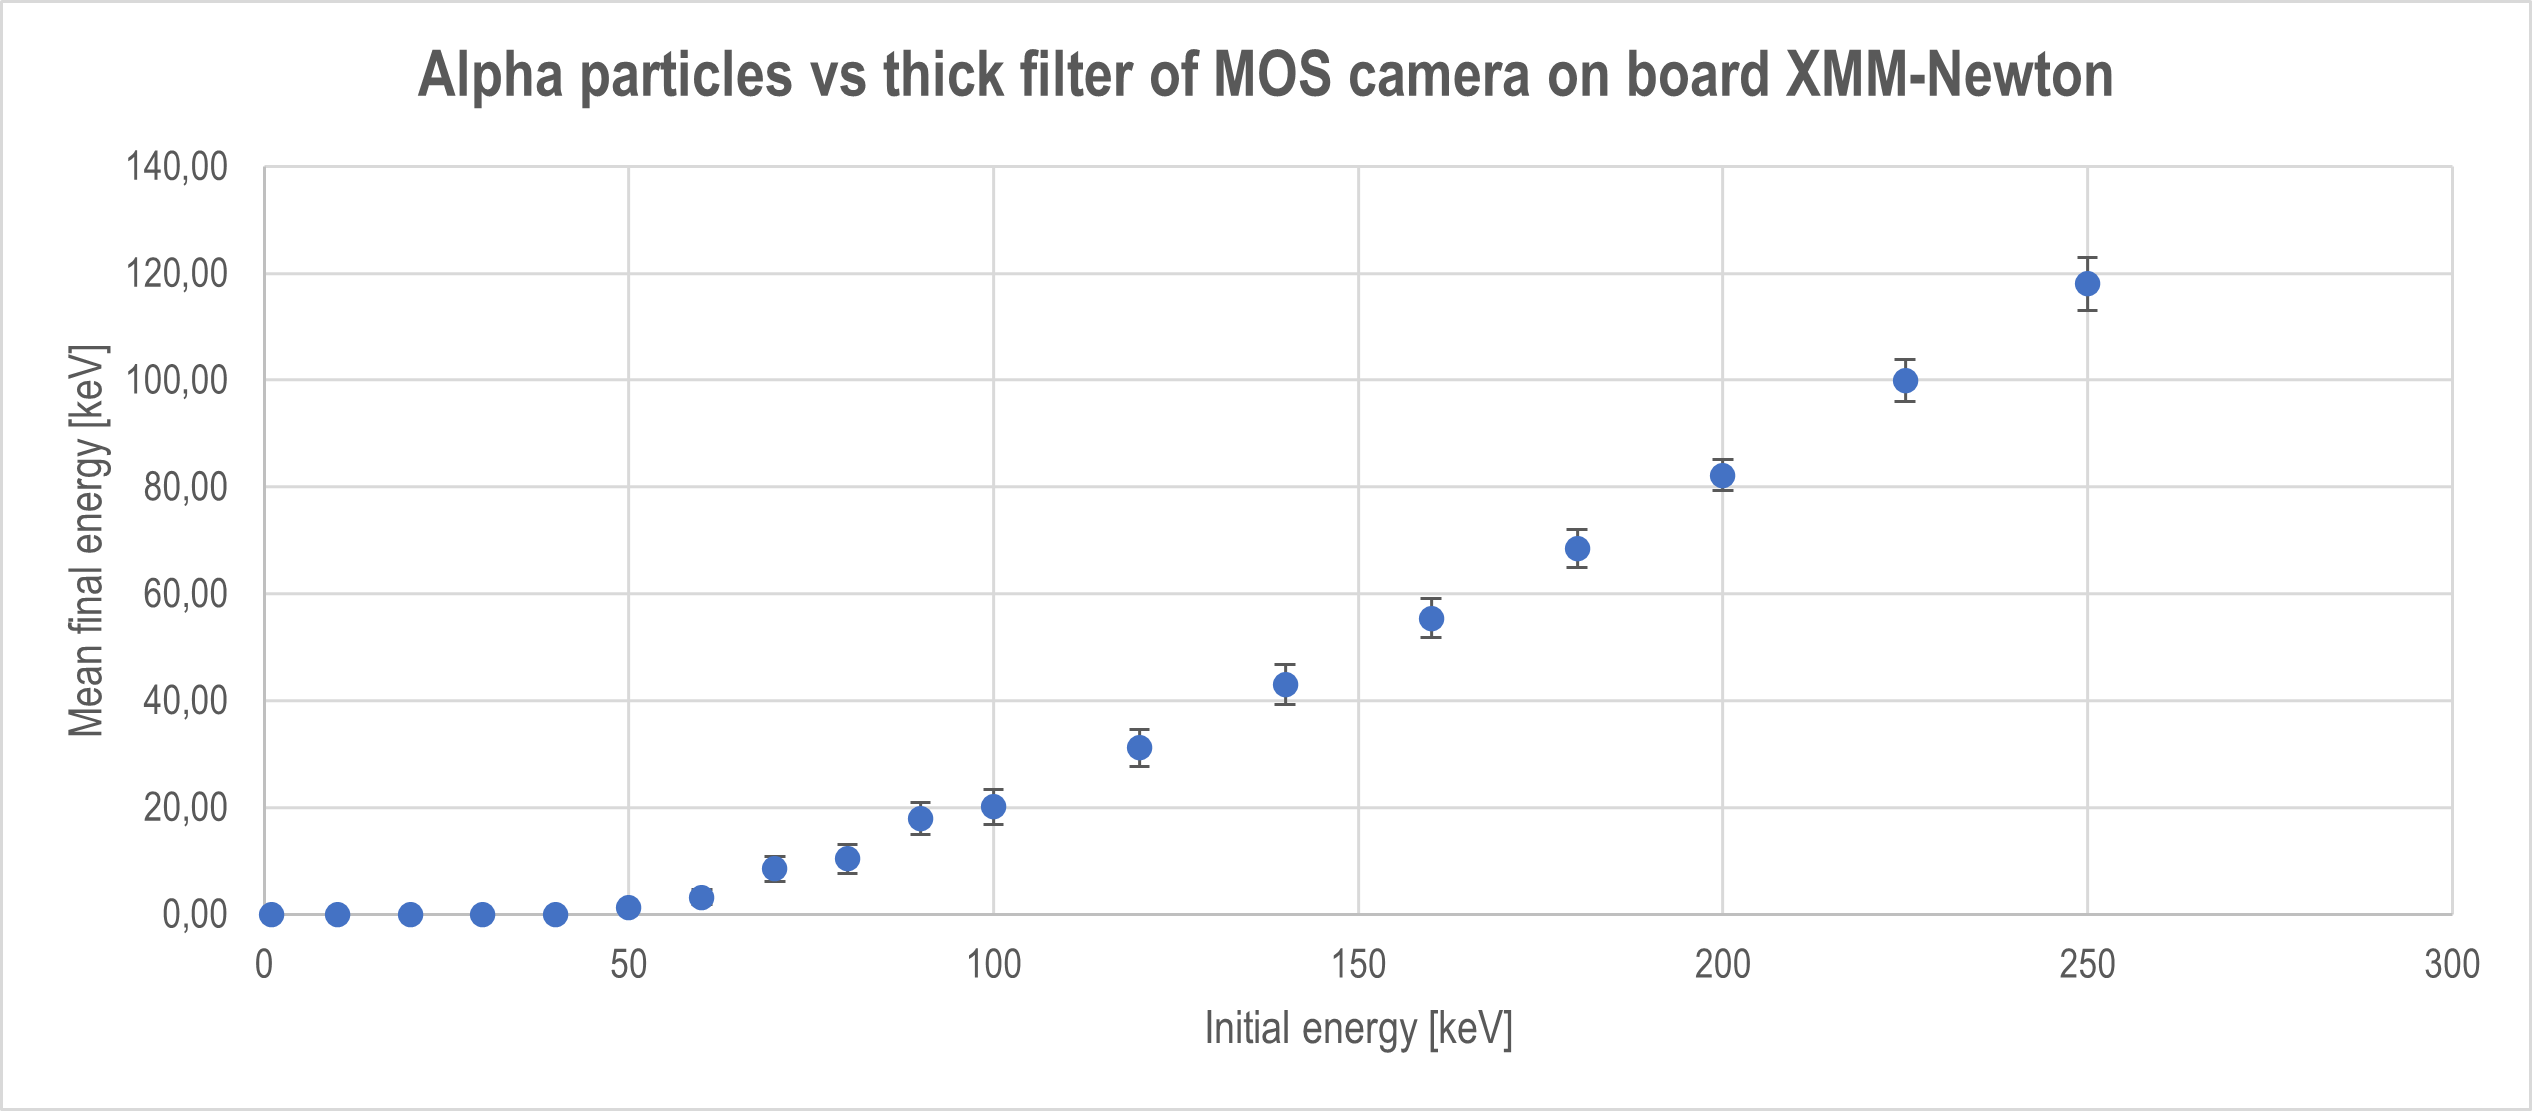 Alpha particles vs thick filter of MOS camera on board XMM-Newton
140,00
120,00
100,00
80,00
60,00
40,00
20,00
0,00
Mean final energy [keV]
0 50 100 150 200 250 300
Initial energy [keV]